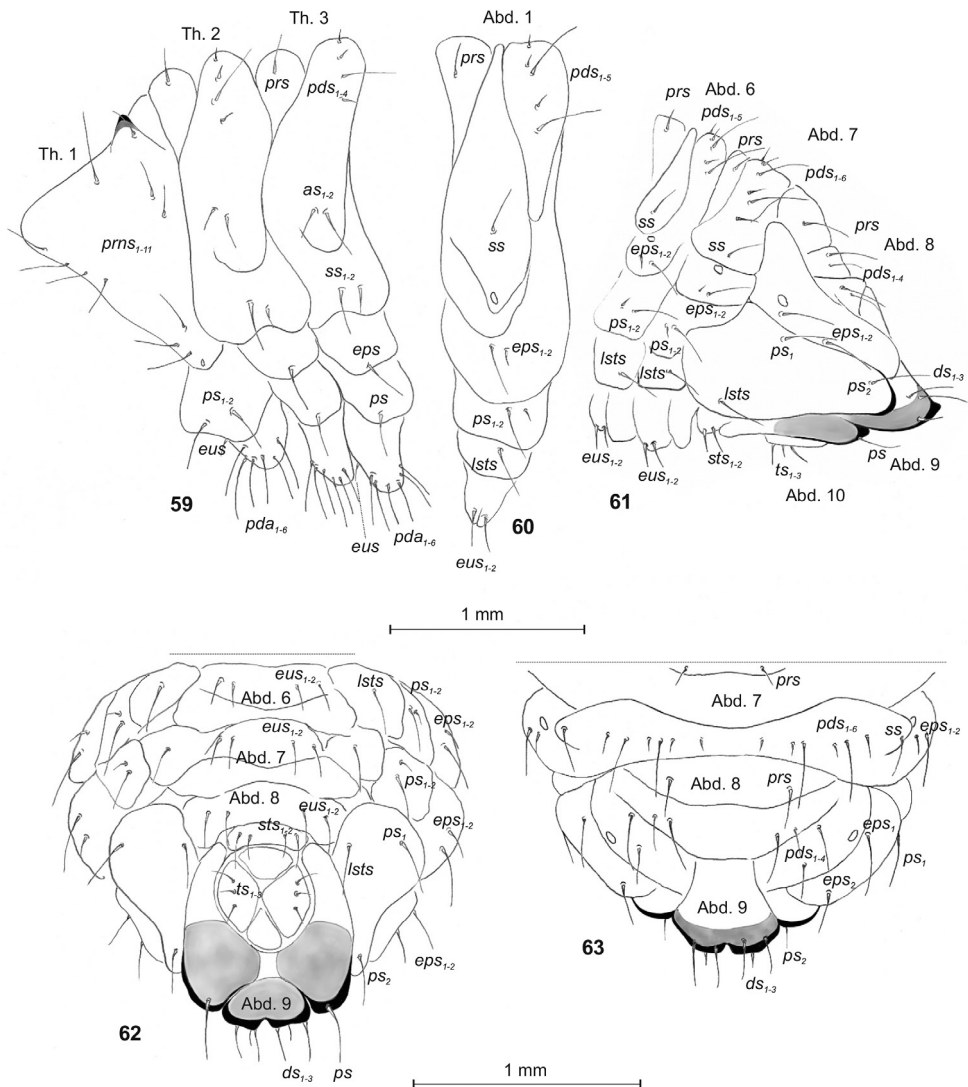 Th. 1
Th. 2
Th. 3
prs
pds1-4
as1-2
prns1-11
ss1-2
eps
ps
ps1-2
eus
pda1-6
eus
pda1-6
59
Abd. 1
prs
pds1-5
ss
eps1-2
ps1-2
lsts
eus1-2
60
prs
Abd. 6
pds1-5
prs
Abd. 7
pds1-6
prs
Abd. 8
pds1-4
ss
ss
eps1-2
eps1-2
eps1-2
ps1-2
ps1-2
ps1
ps2
ds1-3
lsts
lsts
lsts
eus1-2
eus1-2
sts1-2
ts1-3
ps
Abd. 9
Abd. 10
61
1 mm
eus1-2
Abd. 6
lsts
ps1-2
eps1-2
eus1-2
Abd. 7
ps1-2
Abd. 8
eus1-2
sts1-2
ps1
eps1-2
lsts
ts1-3
ps2
eps1-2
Abd. 9
62
ds1-3
ps
prs
Abd. 7
pds1-6
ss
eps1-2
Abd. 8
prs
eps1
pds1-4
ps1
eps2
Abd. 9
63
ps2
ds1-3
1 mm